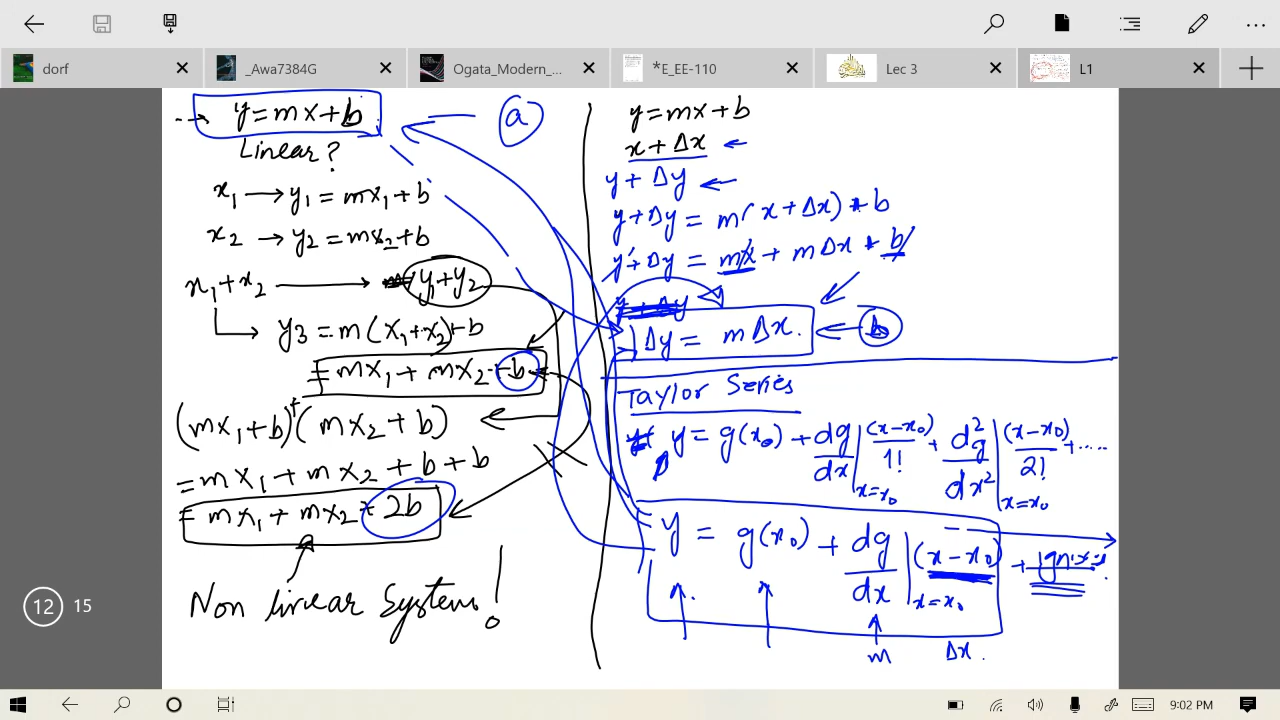 dorf
_Awa7384G
Ogata_Modern_...
*E_EE-110
Lec 3
L1
y = mx + b
a
Linear?
x₁ → y₁ = mx₁ + b
x₂ → y₂ = mx₂ + b
x₁ + x₂ → y₁ + y₂
y₃ = m(x₁ + x₂) + b
= mx₁ + mx₂ + b
(mx₁ + b) + (mx₂ + b)
= mx₁ + mx₂ + b + b
= mx₁ + mx₂ + 2b
Non linear System!
y = mx + b
x + Δx ←
y + Δy ←
y + Δy = m(x + Δx) + b
y + Δy = mx + mΔx + b
Δy = mΔx.
b
Taylor Series
y = g(x₀) + dg/dx|x=x₀ (x-x₀)/1! + d²g/dx²|x=x₀ (x-x₀)/2! + .....
y = g(x₀) + dg/dx|x=x₀ (x-x₀) +
m Δx.
12 15
9:02 PM